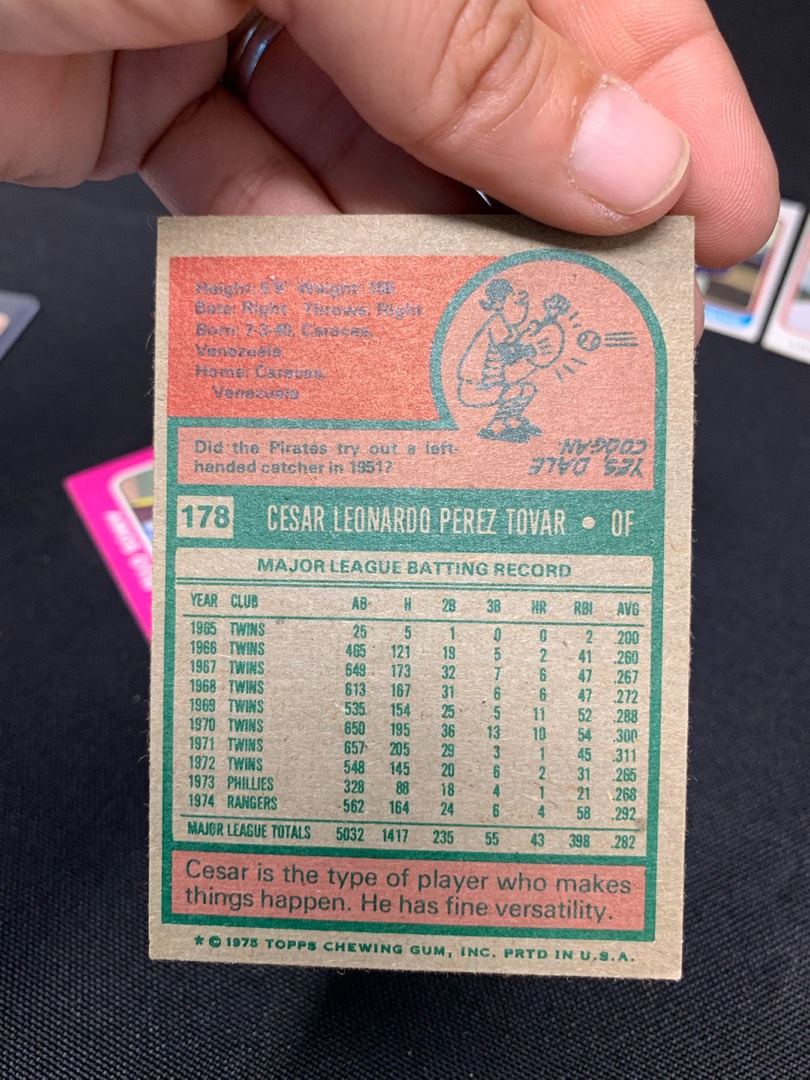 Height: 5'9" Weight: 155
Bats: Right Throws: Right
Born: 7-3-40, Caracas,
Venezuela
Home: Caracas,
Venezuela
YES, DALE
COOGAN.
Did the Pirates try out a left-
handed catcher in 1951?
178 CESAR LEONARDO PEREZ TOVAR • OF
MAJOR LEAGUE BATTING RECORD
YEAR CLUB AB H 2B 3B HR RBI AVG
1965 TWINS 25 5 1 0 0 2 .200
1966 TWINS 465 121 19 5 2 41 .260
1967 TWINS 649 173 32 7 6 47 .267
1968 TWINS 613 167 31 6 6 47 .272
1969 TWINS 535 154 25 5 11 52 .288
1970 TWINS 650 195 36 13 10 54 .300
1971 TWINS 657 205 29 3 1 45 .311
1972 TWINS 548 145 20 6 2 31 .265
1973 PHILLIES 328 88 18 4 1 21 .268
1974 RANGERS 562 164 24 6 4 58 .292
MAJOR LEAGUE TOTALS 5032 1417 235 55 43 398 .282
Cesar is the type of player who makes
things happen. He has fine versatility.
* © 1975 TOPPS CHEWING GUM, INC. PRTD IN U.S.A.